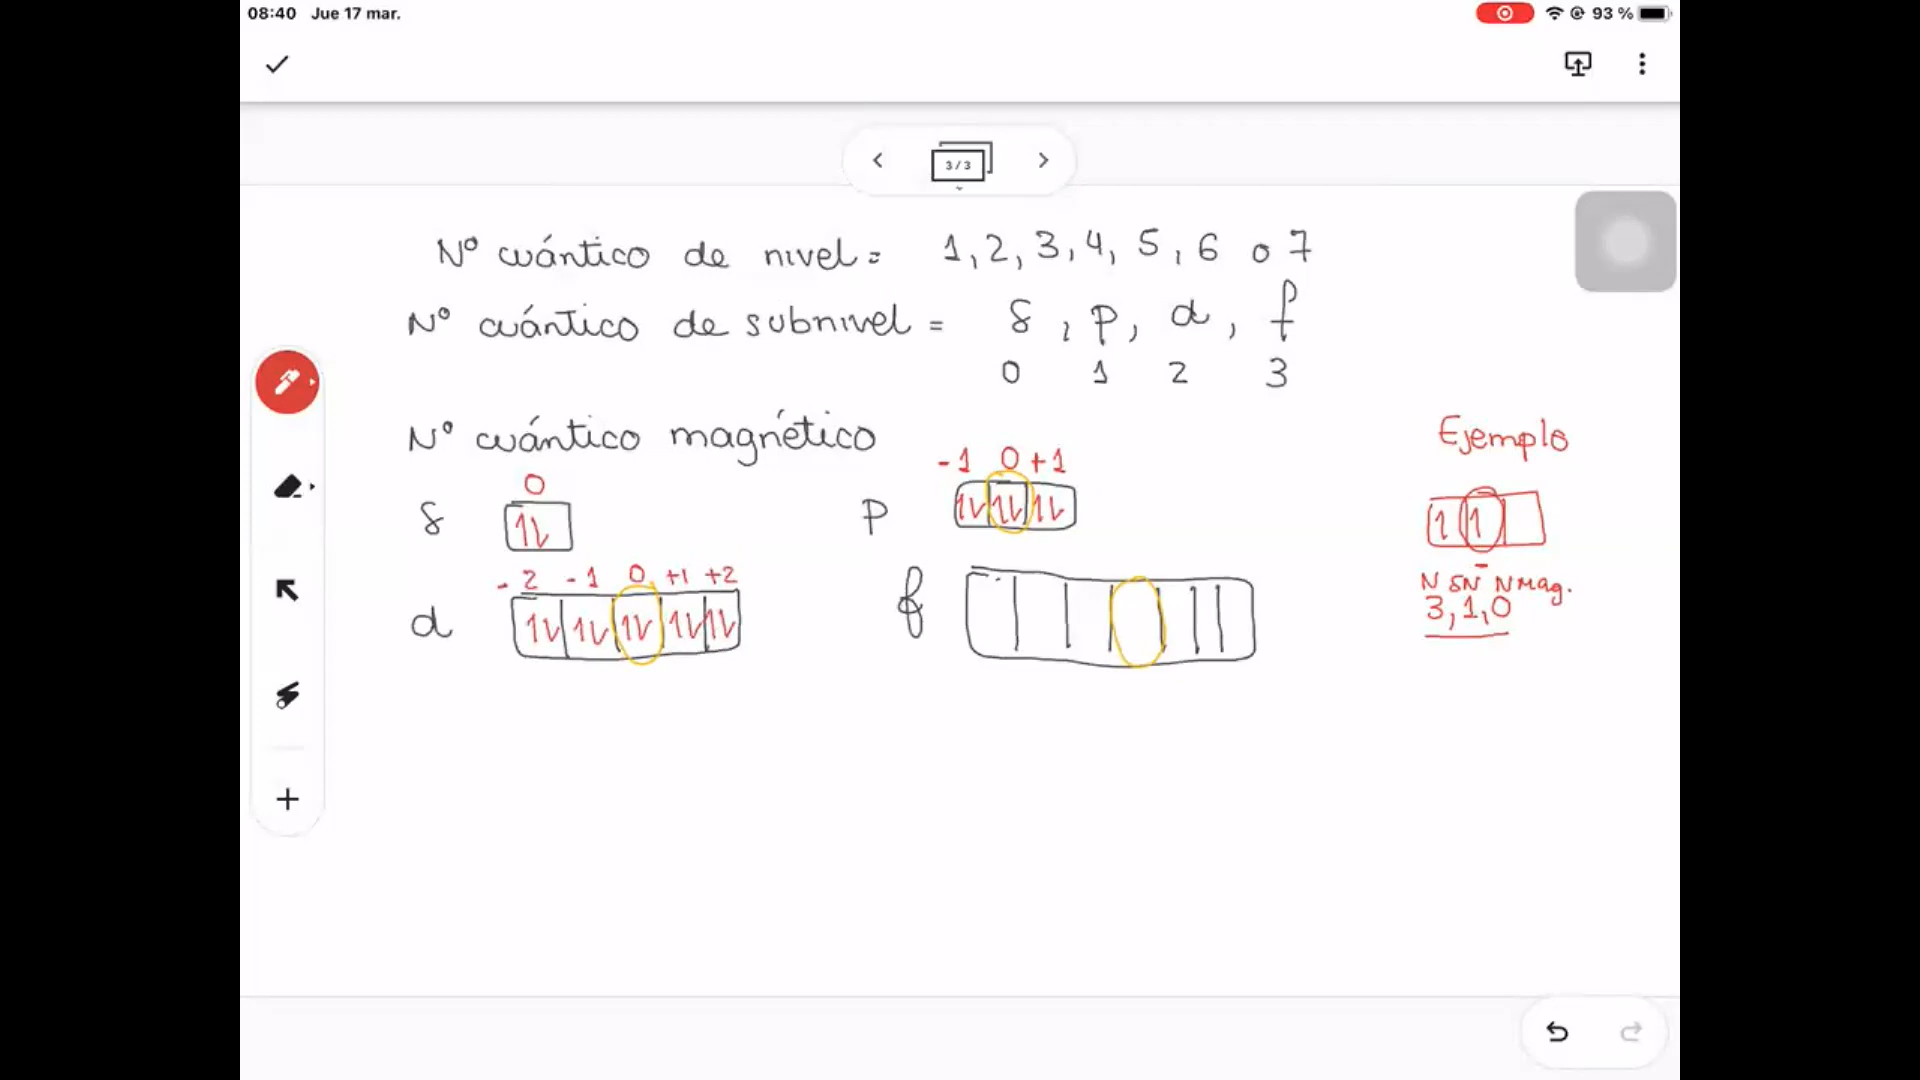 08:40 Jue 17 mar.
93 %
3 / 3
Nº cuántico de nivel = 1, 2, 3, 4, 5, 6 o 7
Nº cuántico de subnivel = s, p, d, f
0 1 2 3
Nº cuántico magnético
Ejemplo
-1 0 +1
0
s
p
-2 -1 0 +1 +2
d
f
N SN N Mag.
3, 1, 0